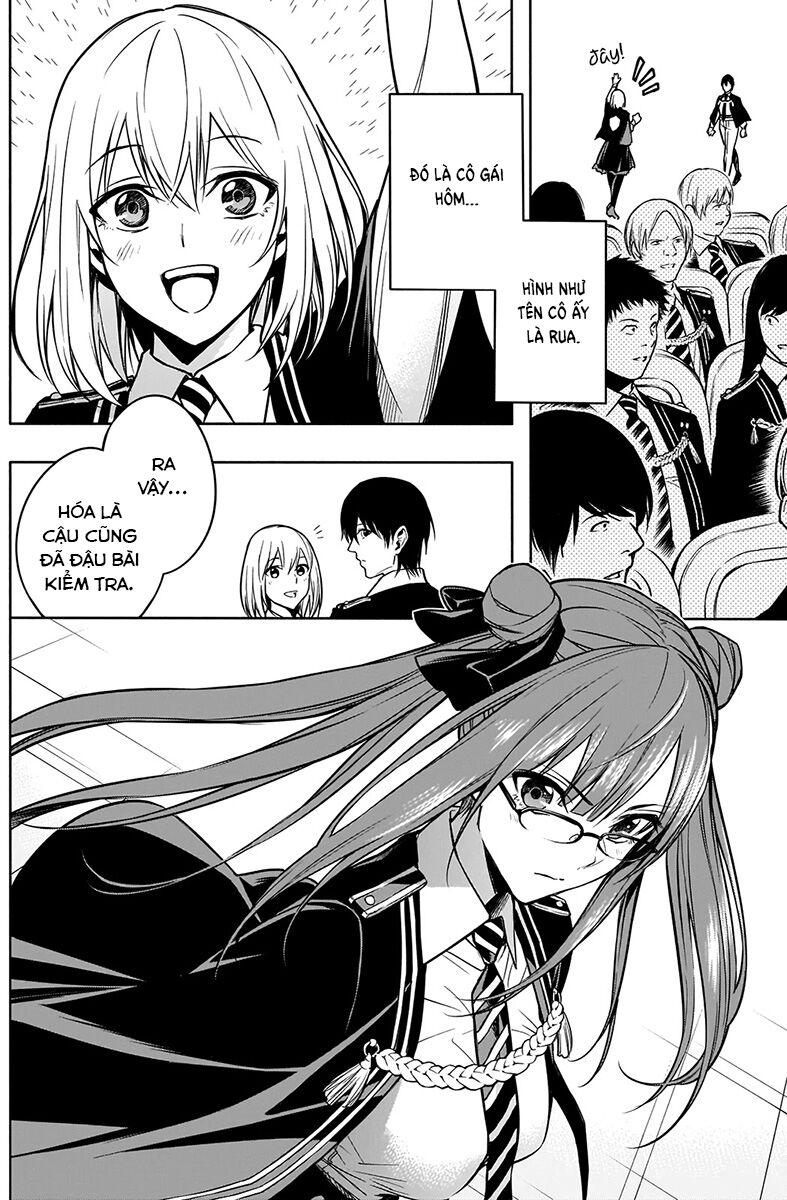 Đây!
ĐÓ LÀ CÔ GÁI
HÔM...
HÌNH NHƯ
TÊN CÔ ẤY
LÀ RUA.
RA
VẬY...
HÓA LÀ
CẬU CŨNG
ĐÃ ĐẬU BÀI
KIỂM TRA.